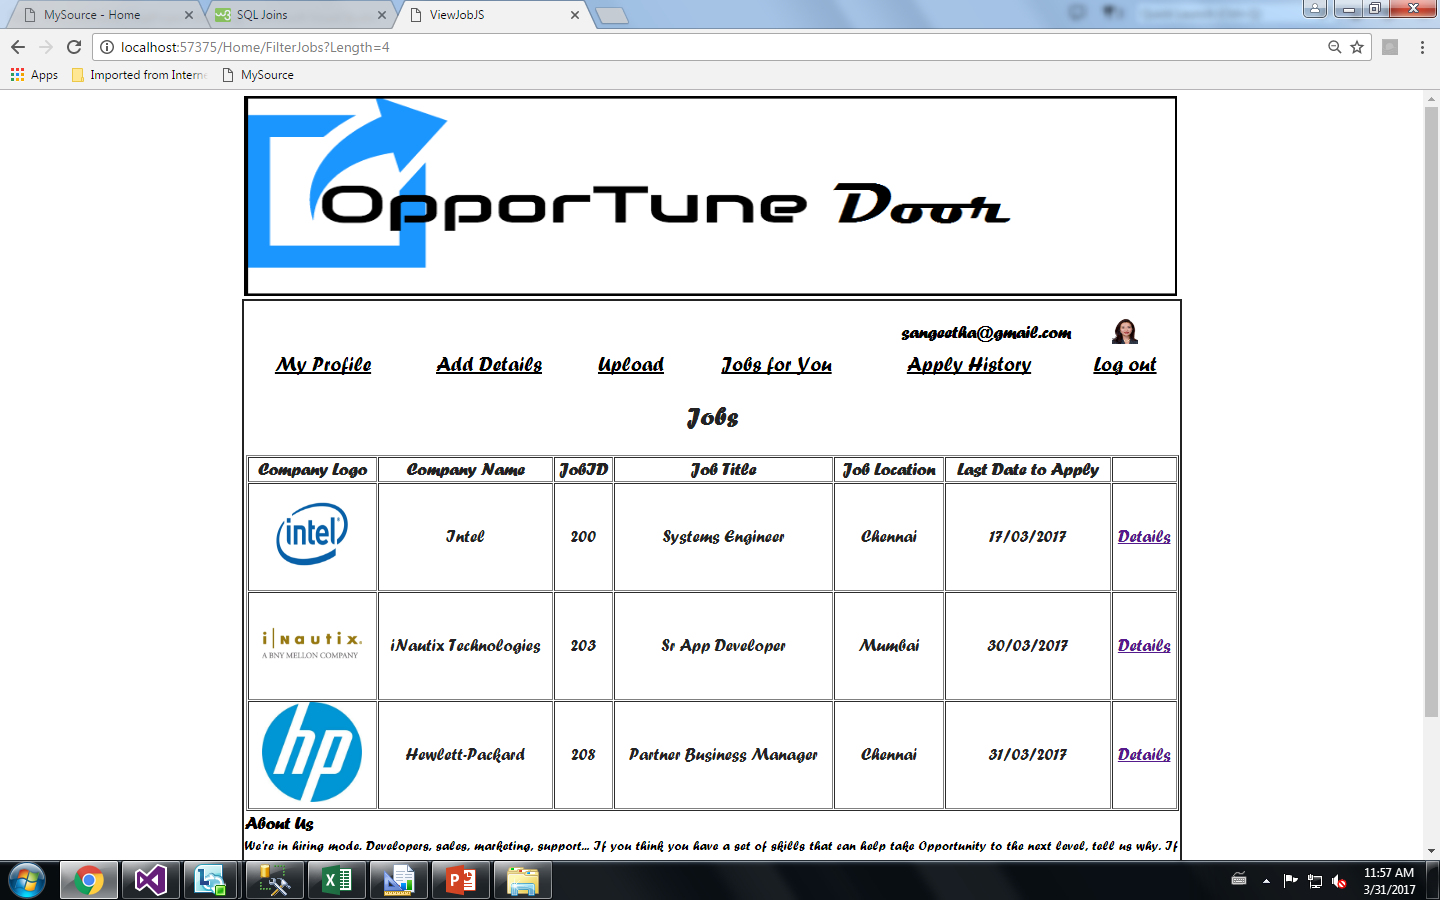 MySource - Home
SQL Joins
ViewJobJS
localhost:57375/Home/FilterJobs?Length=4
Apps
Imported from Intern
MySource
OpporTune Door
sangeetha@gmail.com
My Profile Add Details Upload Jobs for You Apply History Log out
Jobs
Company Logo Company Name JobID Job Title Job Location Last Date to Apply
intel Intel 200 Systems Engineer Chennai 17/03/2017 Details
i|Nautix. iNautix Technologies 203 Sr App Developer Mumbai 30/03/2017 Details
A BNY MELLON COMPANY
hp Hewlett-Packard 208 Partner Business Manager Chennai 31/03/2017 Details
About Us
We're in hiring mode. Developers, sales, marketing, support... If you think you have a set of skills that can help take Opportunity to the next level, tell us why. If
11:57 AM
3/31/2017